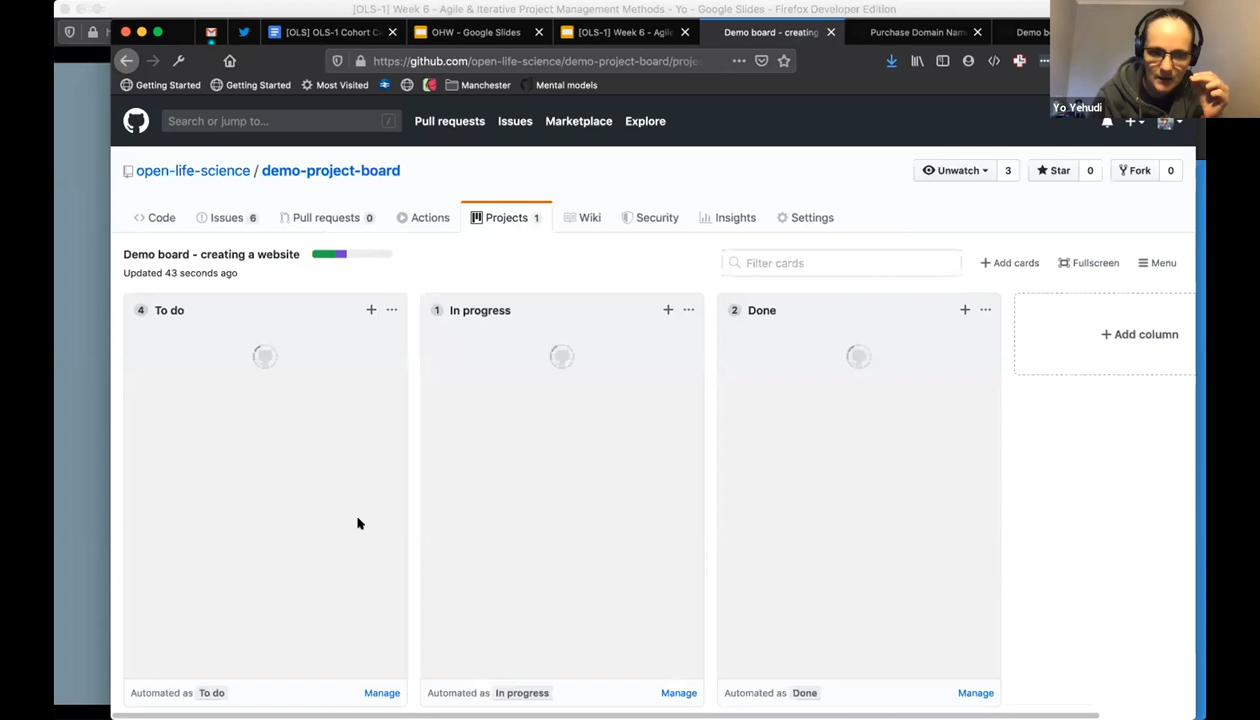 [OLS-1] Week 6 - Agile & Iterative Project Management Methods - Yo - Google Slides - Firefox Developer Edition
[OLS] OLS-1 Cohort C
OHW - Google Slides
[OLS-1] Week 6 - Agile
Demo board - creating
Purchase Domain Nam
Demo b
https://github.com/open-life-science/demo-project-board/proje
Getting Started
Getting Started
Most Visited
Manchester
Mental models
Yo Yehudi
Search or jump to...
/
Pull requests
Issues
Marketplace
Explore
open-life-science / demo-project-board
Unwatch
3
Star
0
Fork
0
Code
Issues 6
Pull requests 0
Actions
Projects 1
Wiki
Security
Insights
Settings
Demo board - creating a website
Updated 43 seconds ago
Filter cards
+ Add cards
Fullscreen
Menu
4 To do
1 In progress
2 Done
+ Add column
Automated as To do
Manage
Automated as In progress
Manage
Automated as Done
Manage